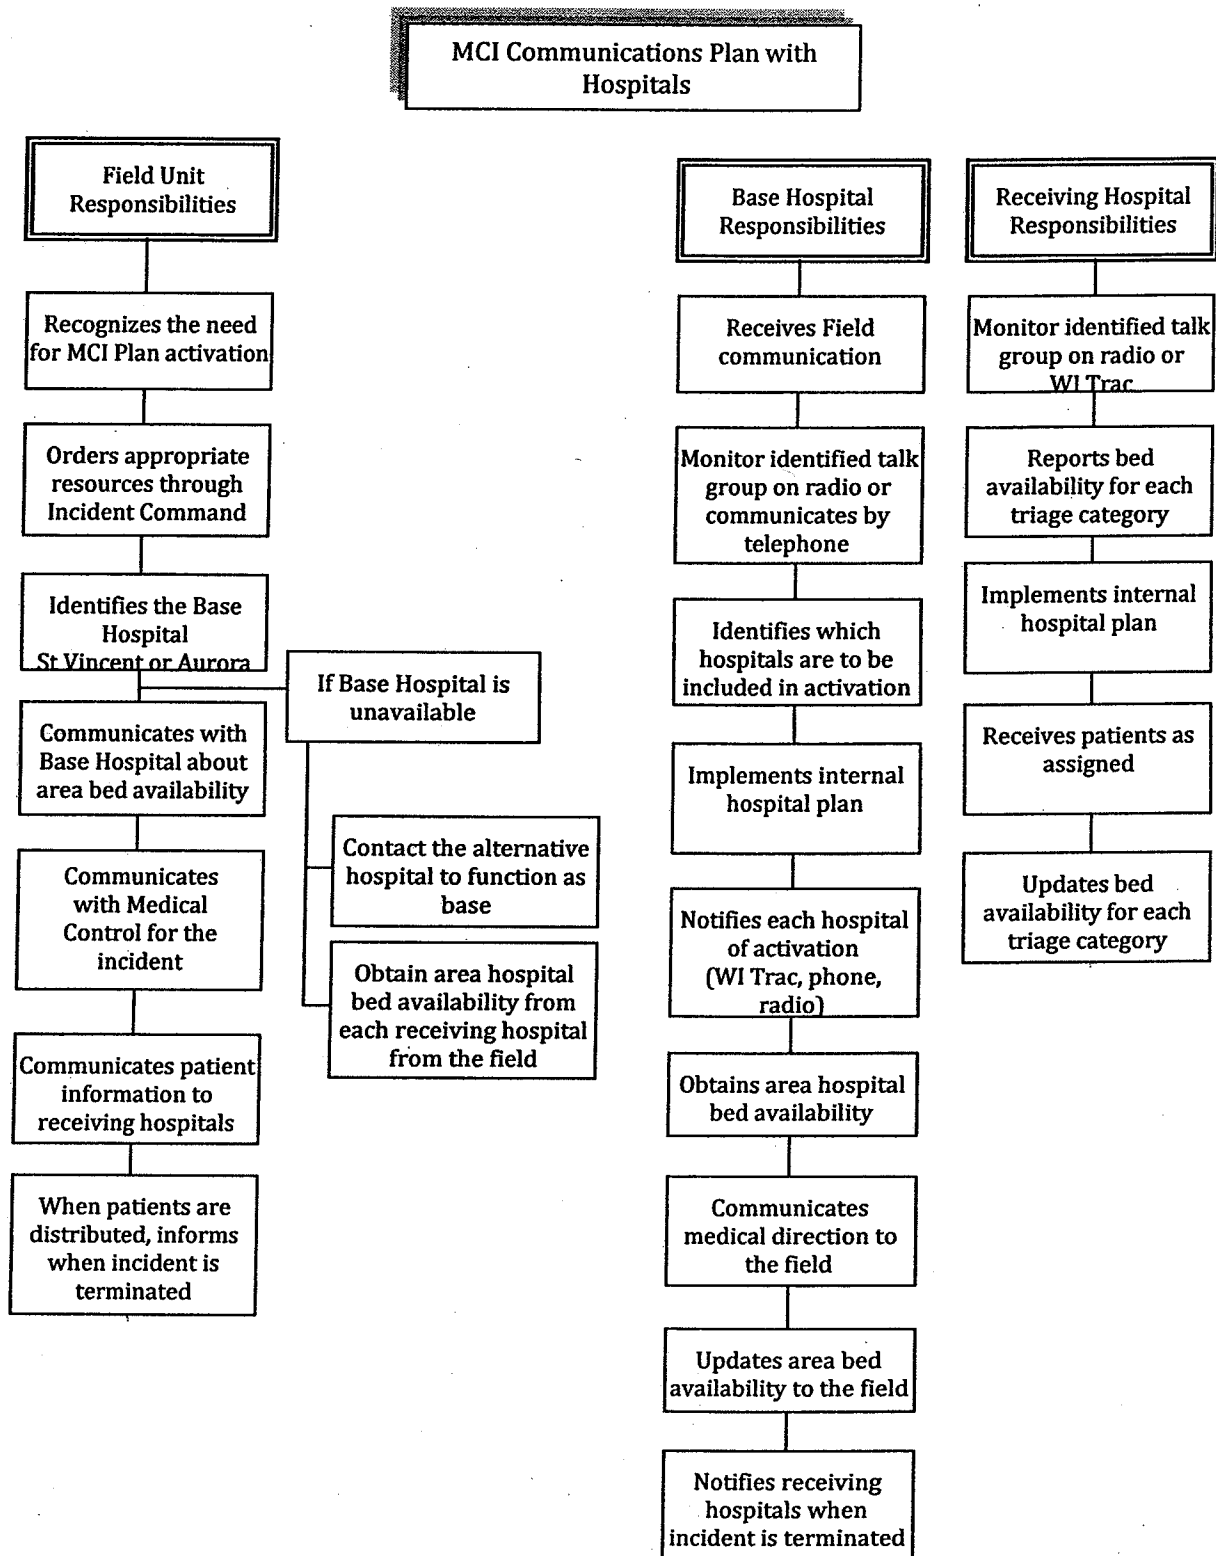 MCI Communications Plan with
Hospitals
Field Unit
Responsibilities
Recognizes the need
for MCI Plan activation
Orders appropriate
resources through
Incident Command
Identifies the Base
Hospital
St Vincent or Aurora
If Base Hospital is
unavailable
Communicates with
Base Hospital about
area bed availability
Contact the alternative
hospital to function as
base
Obtain area hospital
bed availability from
each receiving hospital
from the field
Communicates
with Medical
Control for the
incident
Communicates patient
information to
receiving hospitals
When patients are
distributed, informs
when incident is
terminated
Base Hospital
Responsibilities
Receives Field
communication
Monitor identified talk
group on radio or
communicates by
telephone
Identifies which
hospitals are to be
included in activation
Implements internal
hospital plan
Notifies each hospital
of activation
(WI Trac, phone,
radio)
Obtains area hospital
bed availability
Communicates
medical direction to
the field
Updates area bed
availability to the field
Notifies receiving
hospitals when
incident is terminated
Receiving Hospital
Responsibilities
Monitor identified talk
group on radio or
WI Trac
Reports bed
availability for each
triage category
Implements internal
hospital plan
Receives patients as
assigned
Updates bed
availability for each
triage category